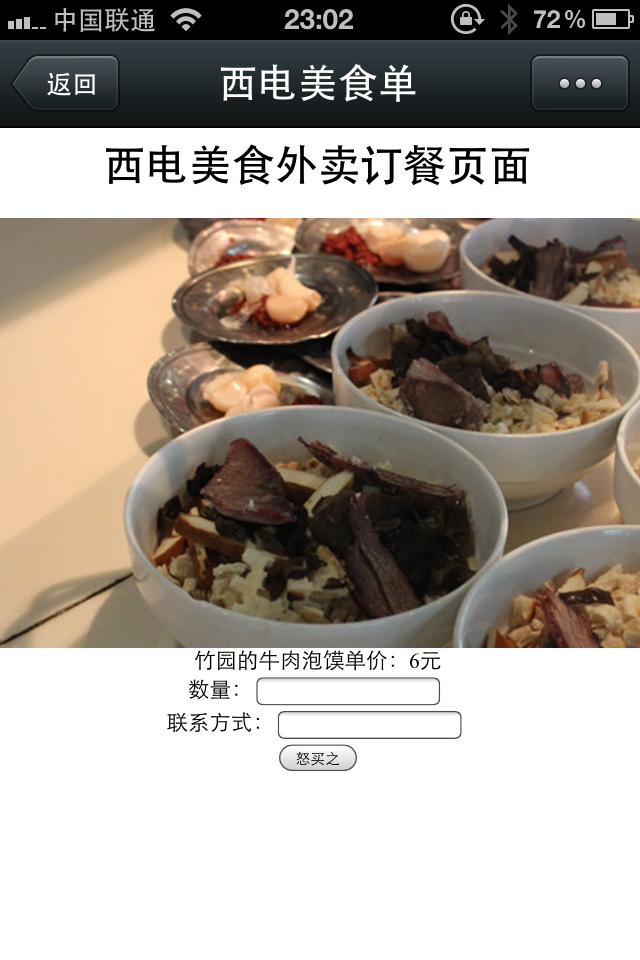 中国联通 23:02 72%
返回 西电美食单
西电美食外卖订餐页面
竹园的牛肉泡馍单价：6元
数量：
联系方式：
怒买之